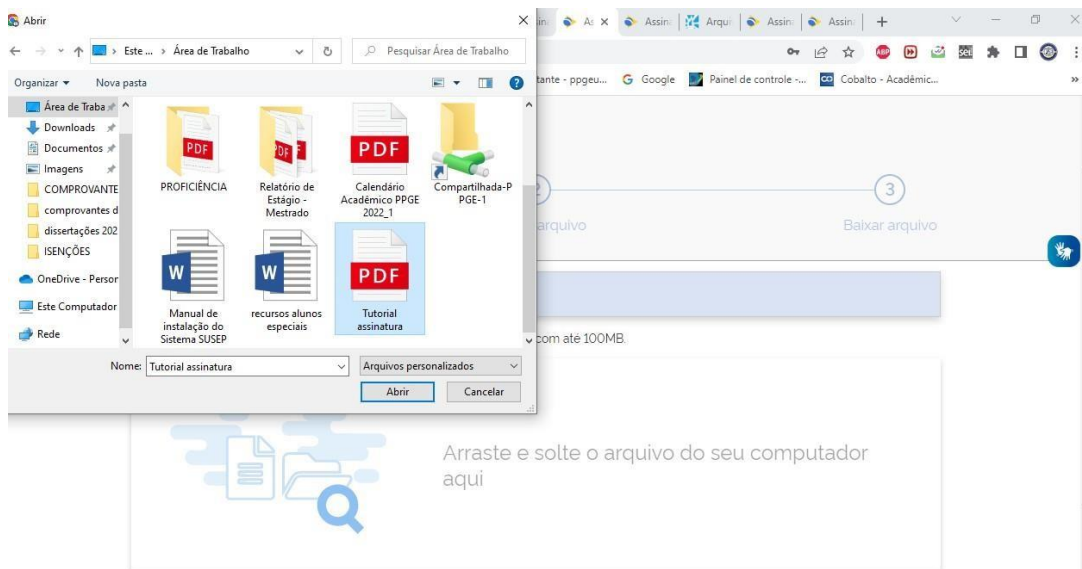 Abrir
As
Assin
Arqui
Assin
Assin
Este ...
Área de Trabalho
Pesquisar Área de Trabalho
ABP
sei
Organizar
Nova pasta
tante - ppgeu...
Google
Painel de controle -...
Cobalto - Acadêmic...
Área de Traba
Downloads
Documentos
Imagens
COMPROVANTE
comprovantes d
dissertações 202
ISENÇÕES
OneDrive - Person
Este Computador
Rede
PDF
PDF
PDF
PROFICIÊNCIA
Relatório de
Estágio -
Mestrado
Calendário
Acadêmico PPGE
2022_1
Compartilhada-P
PGE-1
W
W
PDF
Manual de
instalação do
Sistema SUSEP
recursos alunos
especiais
Tutorial
assinatura
3
arquivo
Baixar arquivo
com até 100MB.
Nome:
Tutorial assinatura
Arquivos personalizados
Abrir
Cancelar
Arraste e solte o arquivo do seu computador
aqui